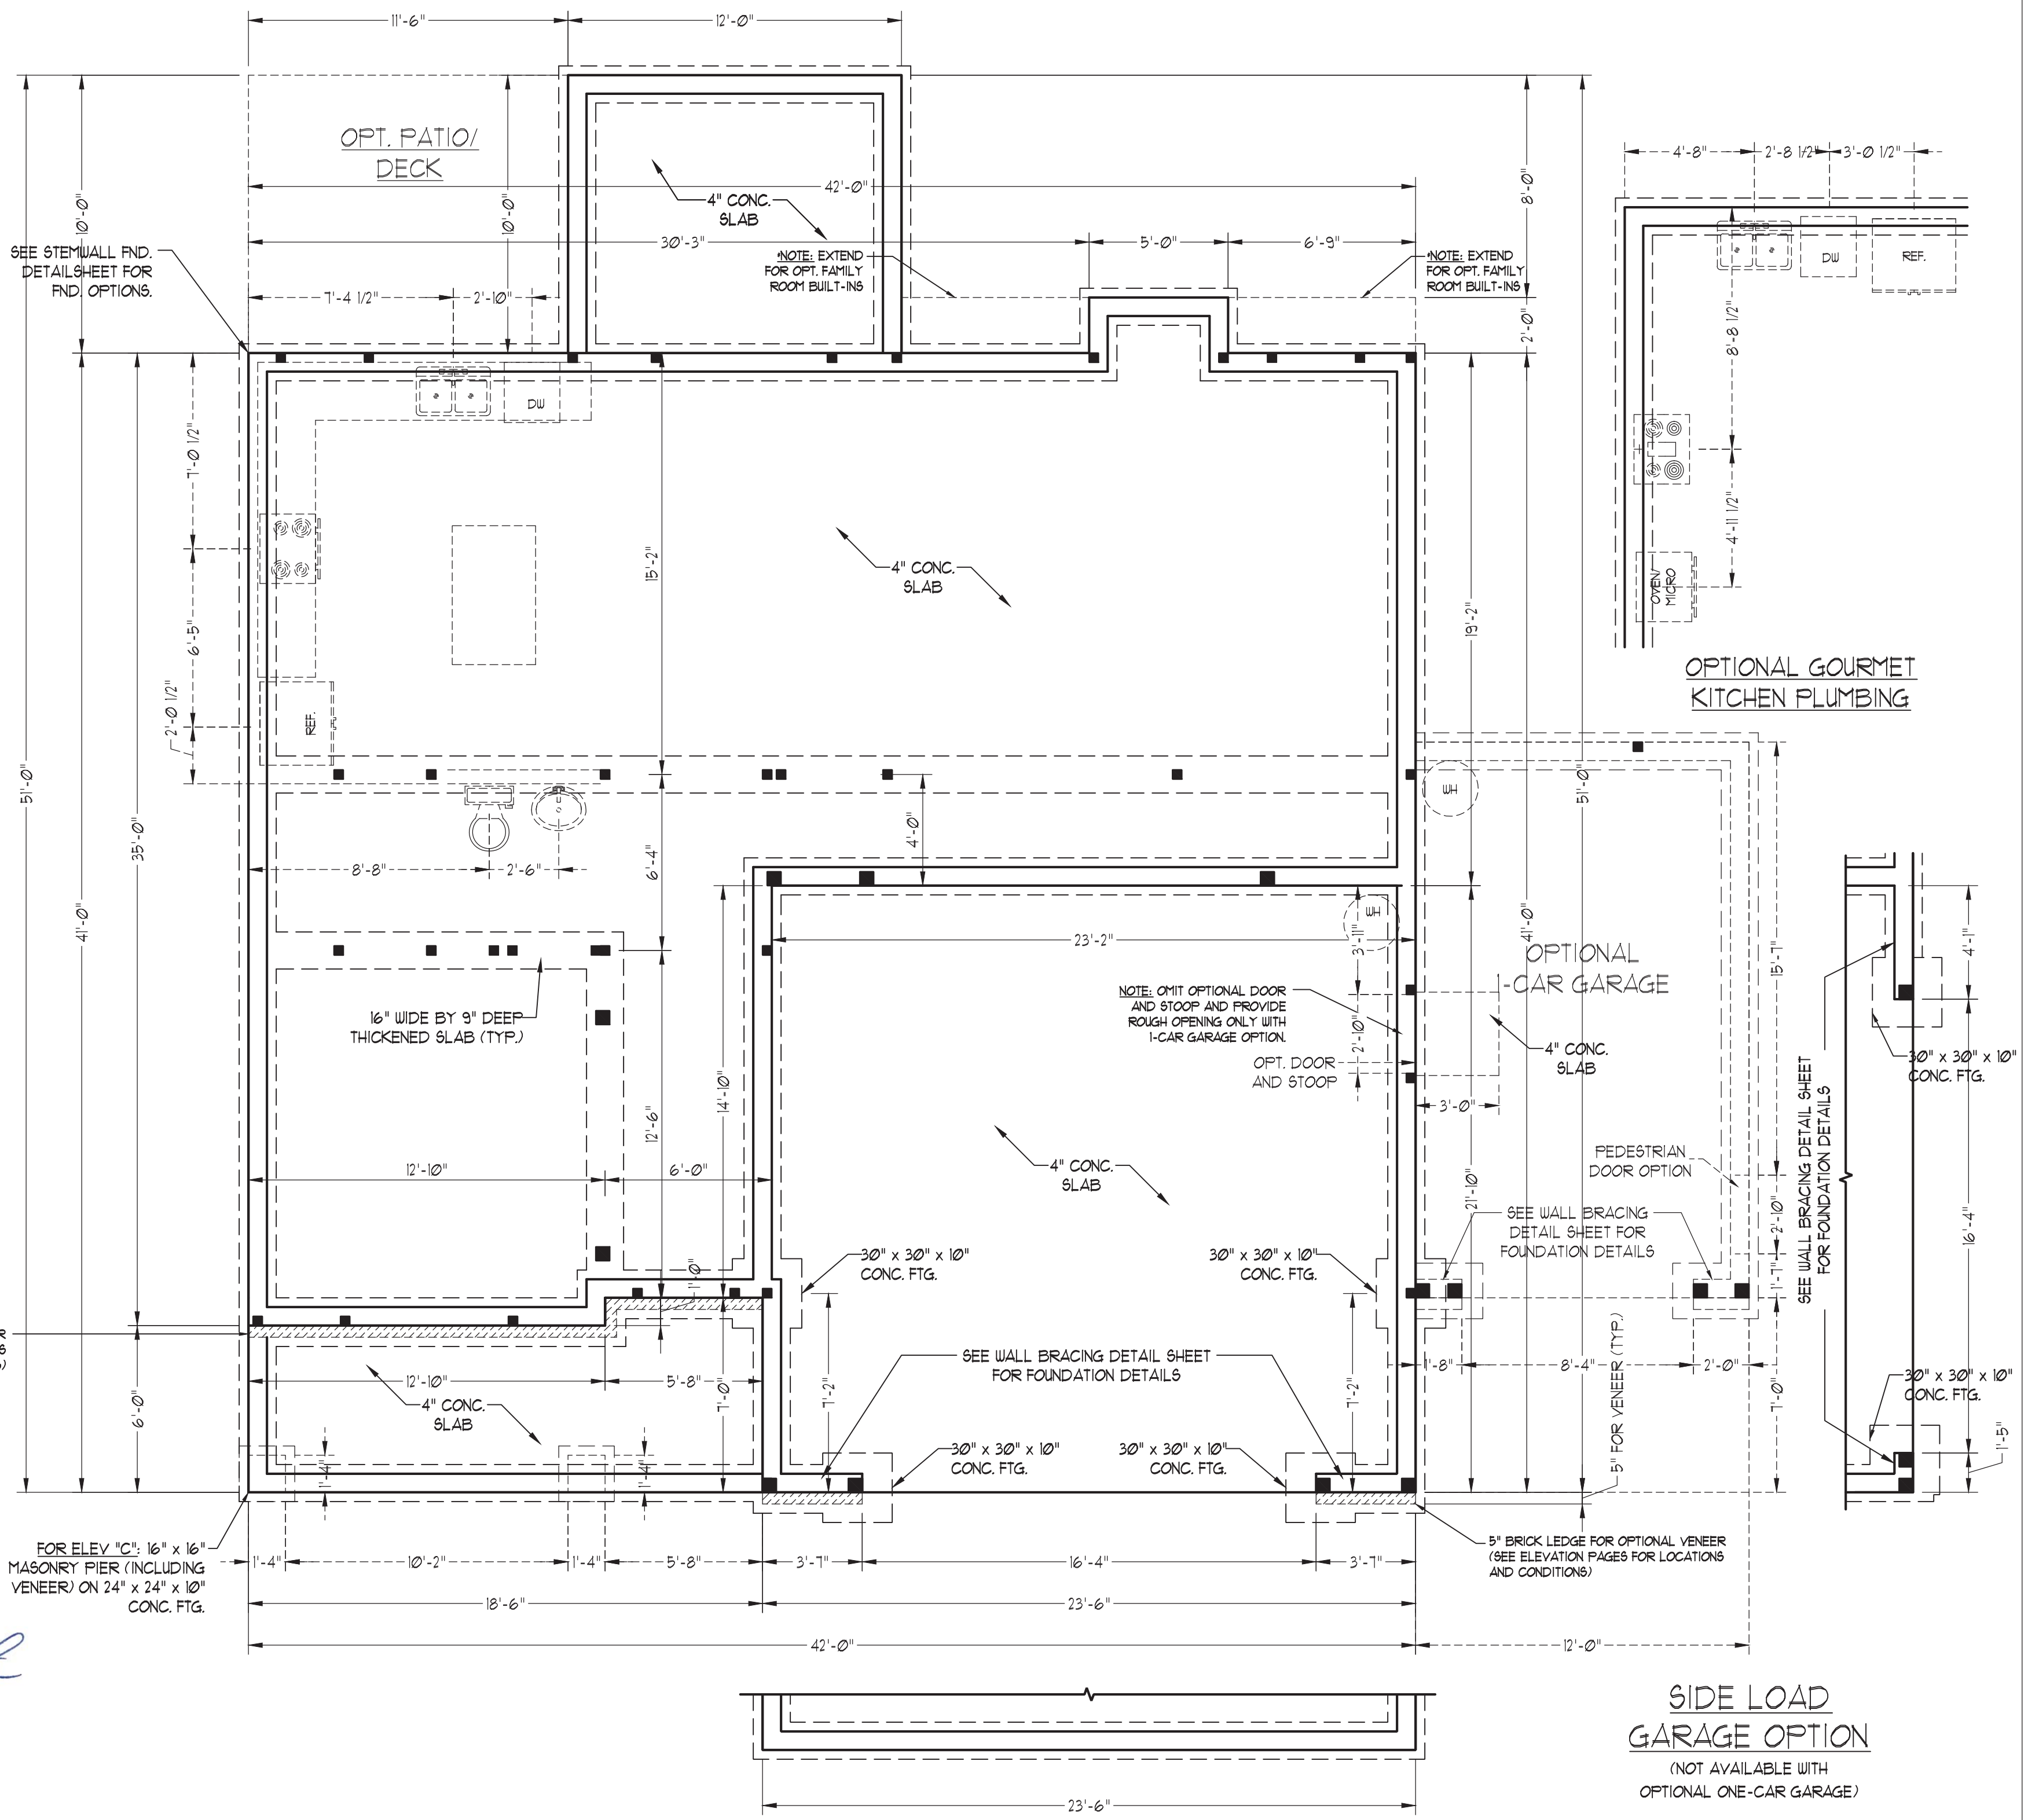 11'-6"
12'-0"
OPT. PATIO/
DECK
10'-0"
10'-0"
42'-0"
4" CONC.
SLAB
30'-3"
5'-0"
6'-9"
8'-0"
2'-0"
*NOTE: EXTEND
FOR OPT. FAMILY
ROOM BUILT-INS
*NOTE: EXTEND
FOR OPT. FAMILY
ROOM BUILT-INS
SEE STEMWALL FND.
DETAILSHEET FOR
FND. OPTIONS.
7'-4 1/2"
2'-10"
4'-8"
2'-8 1/2"
3'-0 1/2"
DW
REF.
8'-8 1/2"
4'-11 1/2"
OVEN/
MICRO
OPTIONAL GOURMET
KITCHEN PLUMBING
DW
7'-0 1/2"
6'-5"
2'-0 1/2"
REF.
15'-2"
4" CONC.
SLAB
19'-2"
51'-0"
41'-0"
35'-0"
51'-0"
41'-0"
WH
8'-8"
2'-6"
6'-4"
4'-0"
WH
23'-2"
3'-11"
OPTIONAL
-CAR GARAGE
15'-7"
16" WIDE BY 9" DEEP
THICKENED SLAB (TYP.)
NOTE: OMIT OPTIONAL DOOR
AND STOOP AND PROVIDE
ROUGH OPENING ONLY WITH
1-CAR GARAGE OPTION.
2'-10"
OPT. DOOR
AND STOOP
4" CONC.
SLAB
3'-0"
14'-10"
12'-6"
12'-10"
6'-0"
4" CONC.
SLAB
21'-10"
PEDESTRIAN
DOOR OPTION
SEE WALL BRACING
DETAIL SHEET FOR
FOUNDATION DETAILS
2'-10"
1'-7"
30" x 30" x 10"
CONC. FTG.
30" x 30" x 10"
CONC. FTG.
1'-0"
4'-1"
30" x 30" x 10"
CONC. FTG.
SEE WALL BRACING DETAIL SHEET
FOR FOUNDATION DETAILS
16'-4"
30" x 30" x 10"
CONC. FTG.
1'-5"
6'-0"
12'-10"
5'-8"
4" CONC.
SLAB
7'-0"
7'-2"
SEE WALL BRACING DETAIL SHEET
FOR FOUNDATION DETAILS
7'-2"
1'-8"
8'-4"
2'-0"
7'-0"
5" FOR VENEER (TYP.)
1'-4"
1'-4"
30" x 30" x 10"
CONC. FTG.
30" x 30" x 10"
CONC. FTG.
FOR ELEV "C": 16" x 16"
MASONRY PIER (INCLUDING
VENEER) ON 24" x 24" x 10"
CONC. FTG.
1'-4"
10'-2"
1'-4"
5'-8"
3'-7"
16'-4"
3'-7"
5" BRICK LEDGE FOR OPTIONAL VENEER
(SEE ELEVATION PAGES FOR LOCATIONS
AND CONDITIONS)
18'-6"
23'-6"
42'-0"
12'-0"
SIDE LOAD
GARAGE OPTION
(NOT AVAILABLE WITH
OPTIONAL ONE-CAR GARAGE)
23'-6"